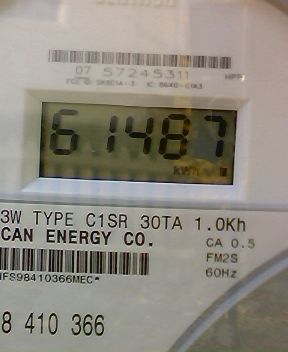 07 57245311
61487
kWh
3W TYPE C1SR 30TA 1.0Kh
CAN ENERGY CO.
CA 0.5
FM2S
60Hz
8 410 366